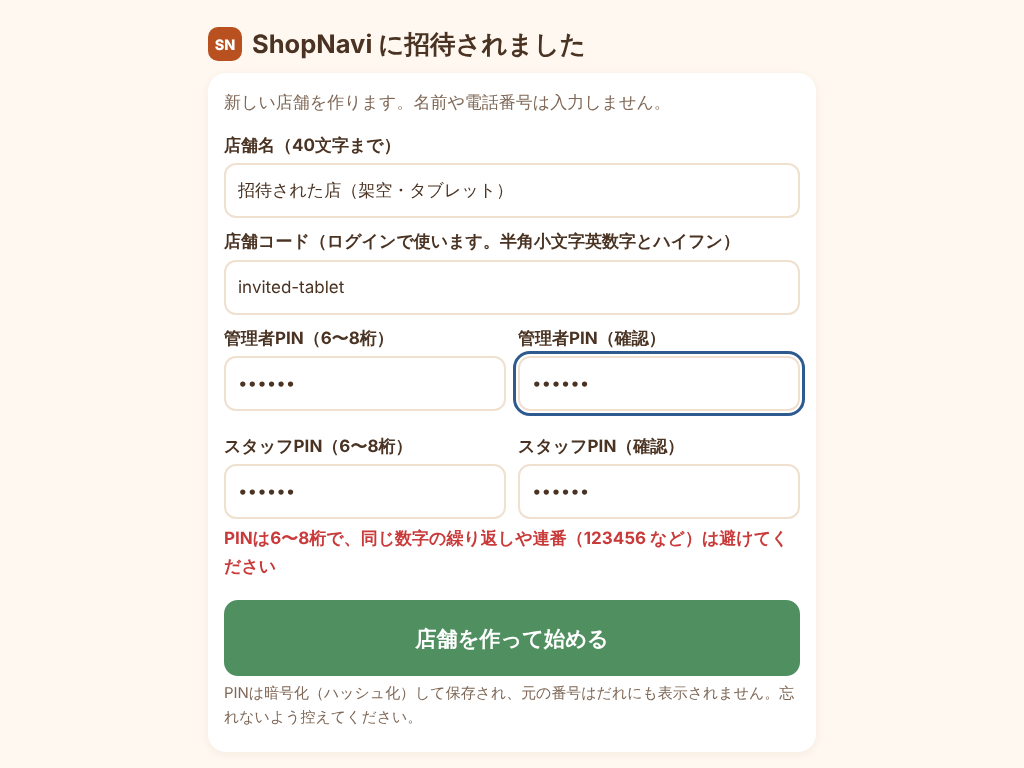 SN
ShopNavi に招待されました
新しい店舗を作ります。名前や電話番号は入力しません。
店舗名（40文字まで）
招待された店（架空・タブレット）
店舗コード（ログインで使います。半角小文字英数字とハイフン）
invited-tablet
管理者PIN（6〜8桁） 管理者PIN（確認）
•••••• ••••••
スタッフPIN（6〜8桁） スタッフPIN（確認）
•••••• ••••••
PINは6〜8桁で、同じ数字の繰り返しや連番（123456 など）は避けてく
ださい
店舗を作って始める
PINは暗号化（ハッシュ化）して保存され、元の番号はだれにも表示されません。忘
れないよう控えてください。